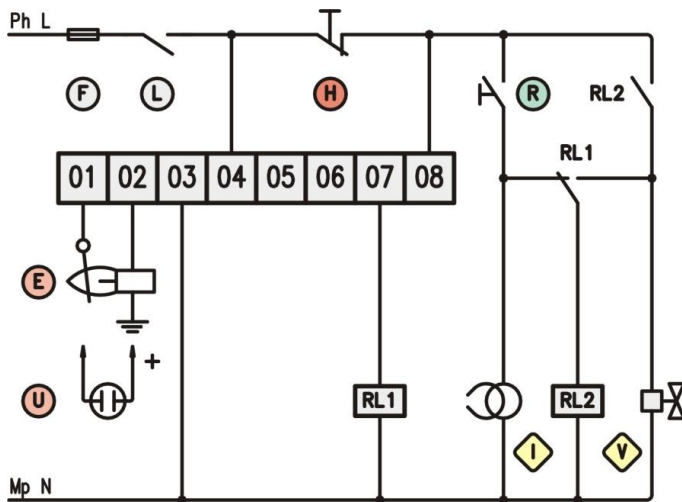 Ph L
F L H R RL2
RL1
01 02 03 04 05 06 07 08
E
+
U RL1 RL2
I V
Mp N